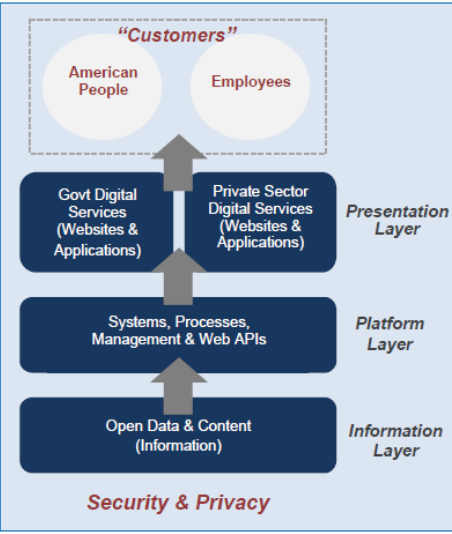 “Customers”
American
People
Employees
Govt Digital
Services
(Websites &
Applications)
Private Sector
Digital Services
(Websites &
Applications)
Presentation
Layer
Systems, Processes,
Management & Web APIs
Platform
Layer
Open Data & Content
(Information)
Information
Layer
Security & Privacy